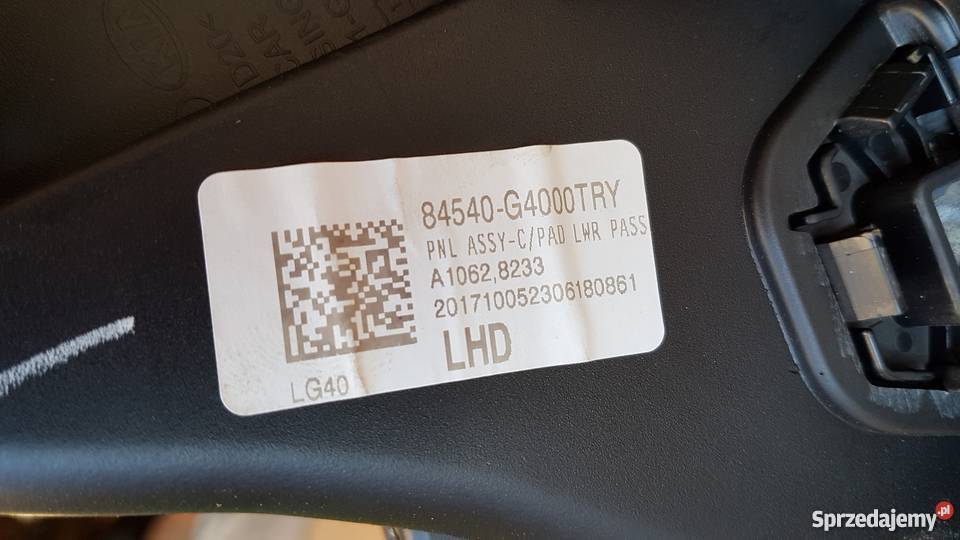 84540-G4000TRY
PNL ASSY-C/PAD LWR PASS
A1062,8233
201710052306180861
LHD
LG40
Sprzedajemy.pl